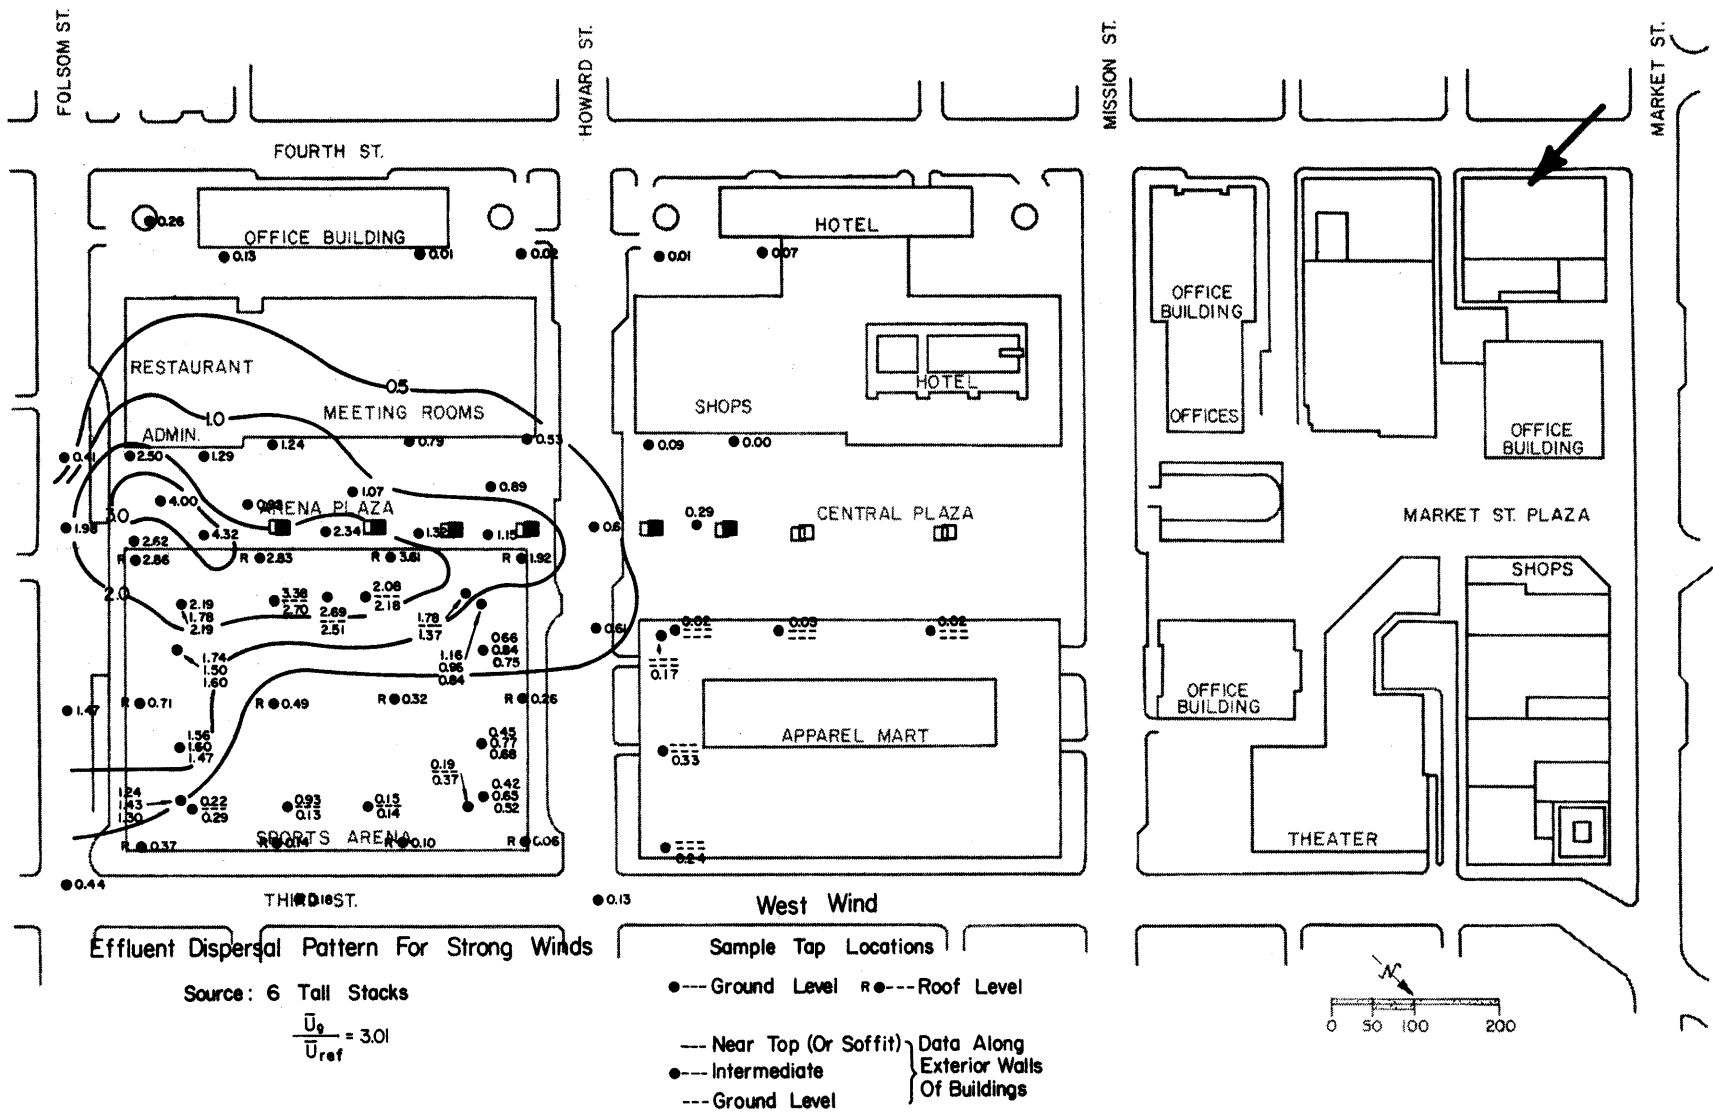 FOLSOM ST.
HOWARD ST.
MISSION ST.
MARKET ST.
FOURTH ST.
0.26
OFFICE BUILDING
0.13
0.01
0.02
HOTEL
0.01
0.07
OFFICE
BUILDING
RESTAURANT
0.5
MEETING ROOMS
1.0
ADMIN.
SHOPS
HOTEL
OFFICES
OFFICE
BUILDING
0.41
2.50
1.29
1.24
0.79
0.53
0.09
0.00
4.00
1.07
0.89
ARENA PLAZA
3.0
1.98
2.62
4.32
2.34
1.32
1.15
0.29
CENTRAL PLAZA
MARKET ST. PLAZA
R 2.86
R 2.83
R 3.61
1.92
SHOPS
2.0
2.19
1.78
2.19
3.38
2.70
2.69
2.51
2.08
2.18
1.78
1.37
0.61
0.02
0.03
0.02
0.17
1.74
1.50
1.60
1.16
0.96
0.84
0.66
0.84
0.75
1.47
R 0.71
R 0.49
R 0.32
R 0.26
OFFICE
BUILDING
APPAREL MART
1.56
1.60
1.47
0.45
0.77
0.68
0.33
0.19
0.37
1.24
1.43
1.30
0.22
0.29
0.93
0.13
0.15
0.14
0.42
0.65
0.52
SPORTS ARENA
R 0.37
R 0.14
R 0.10
R 0.06
0.24
THEATER
0.44
THIRD ST.
0.13
West Wind
Effluent Dispersal Pattern For Strong Winds
Source: 6 Tall Stacks
Ūg
Ūref = 3.01
Sample Tap Locations
--- Ground Level R --- Roof Level
--- Near Top (Or Soffit)
--- Intermediate
--- Ground Level
Data Along
Exterior Walls
Of Buildings
N
0 50 100 200